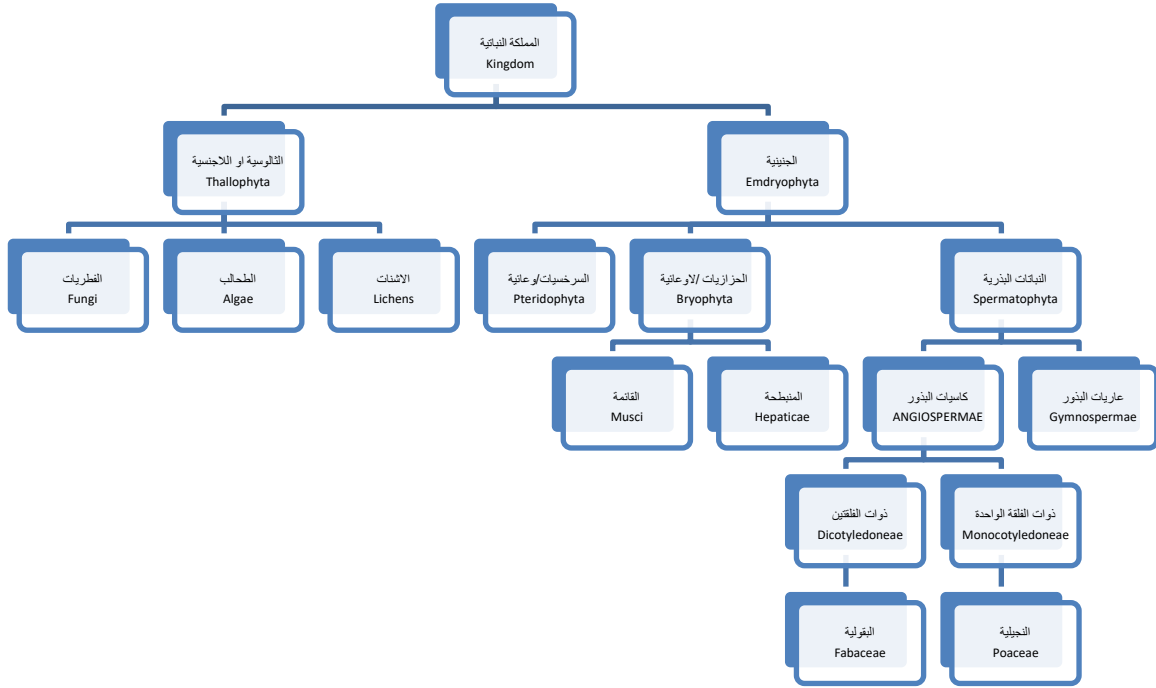 المملكة النباتية
Kingdom
الثالوسية او اللاجنسية
Thallophyta
الجنينية
Emdryophyta
الفطريات
Fungi
الطحالب
Algae
الاشنات
Lichens
السرخسيات/وعائية
Pteridophyta
الحزازيات /لاوعائية
Bryophyta
النباتات البذرية
Spermatophyta
القائمة
Musci
المنبطحة
Hepaticae
كاسيات البذور
ANGIOSPERMAE
عاريات البذور
Gymnospermae
ذوات الفلقتين
Dicotyledoneae
ذوات الفلقة الواحدة
Monocotyledoneae
البقولية
Fabaceae
النجيلية
Poaceae